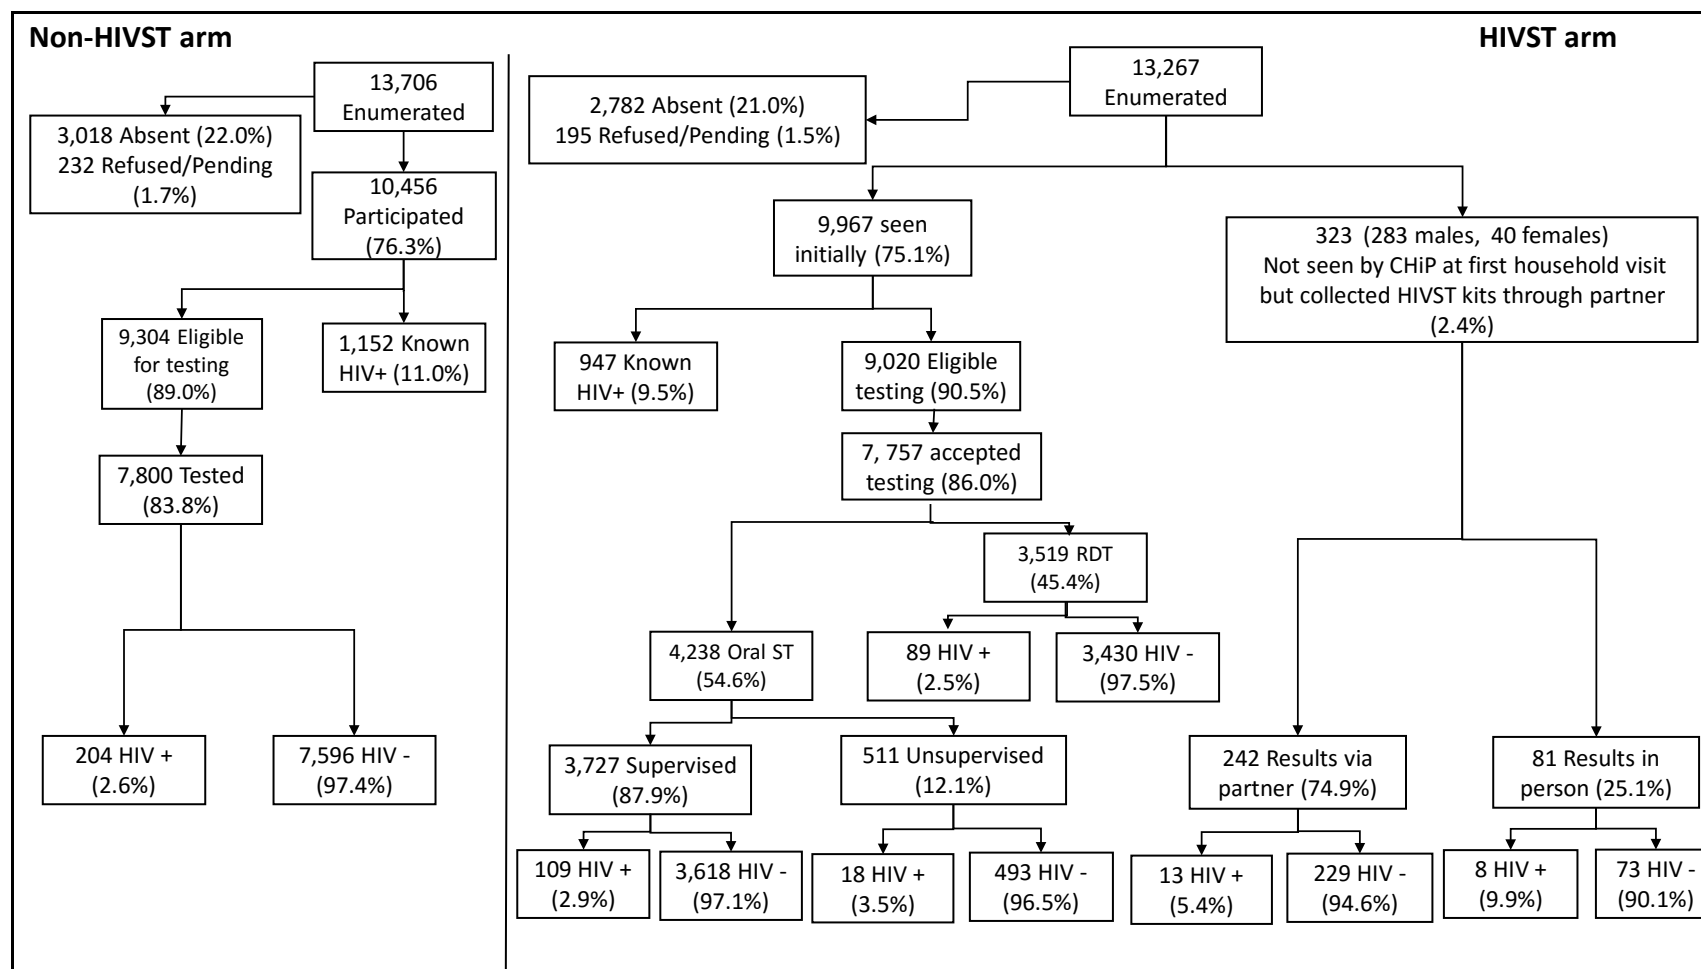 Non-HIVST arm
13,706
Enumerated
3,018 Absent (22.0%)
232 Refused/Pending
(1.7%)
10,456
Participated
(76.3%)
9,304 Eligible
for testing
(89.0%)
1,152 Known
HIV+ (11.0%)
7,800 Tested
(83.8%)
204 HIV +
(2.6%)
7,596 HIV -
(97.4%)
HIVST arm
13,267
Enumerated
2,782 Absent (21.0%)
195 Refused/Pending (1.5%)
9,967 seen
initially (75.1%)
323  (283 males,  40 females)
Not seen by CHiP at first household visit
but collected HIVST kits through partner
(2.4%)
947 Known
HIV+ (9.5%)
9,020 Eligible
testing (90.5%)
7, 757 accepted
testing (86.0%)
3,519 RDT
(45.4%)
4,238 Oral ST
(54.6%)
89 HIV +
(2.5%)
3,430 HIV -
(97.5%)
3,727 Supervised
(87.9%)
511 Unsupervised
(12.1%)
242 Results via
partner (74.9%)
81 Results in
person (25.1%)
109 HIV +
(2.9%)
3,618 HIV -
(97.1%)
18 HIV +
(3.5%)
493 HIV -
(96.5%)
13 HIV +
(5.4%)
229 HIV -
(94.6%)
8 HIV +
(9.9%)
73 HIV -
(90.1%)